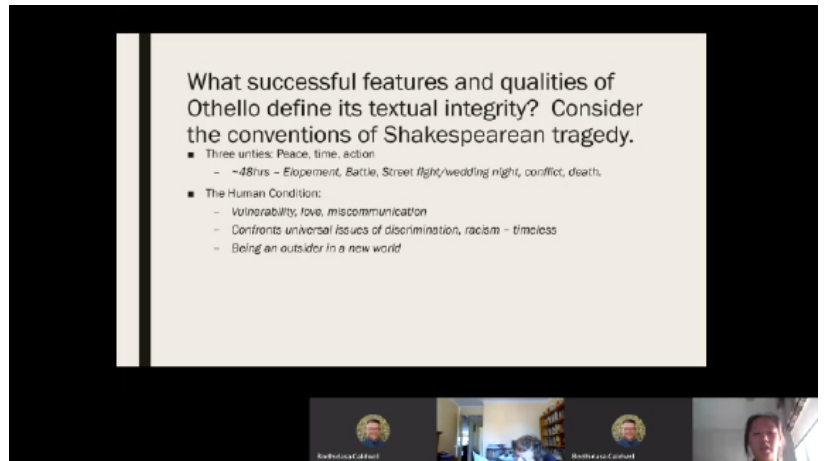 What successful features and qualities of
Othello define its textual integrity? Consider
the conventions of Shakespearean tragedy.
■ Three unties: Peace, time, action
– ~48hrs – Elopement, Battle, Street fight/wedding night, conflict, death.
■ The Human Condition:
– Vulnerability, love, miscommunication
– Confronts universal issues of discrimination, racism – timeless
– Being an outsider in a new world
Caldwell
Caldwell